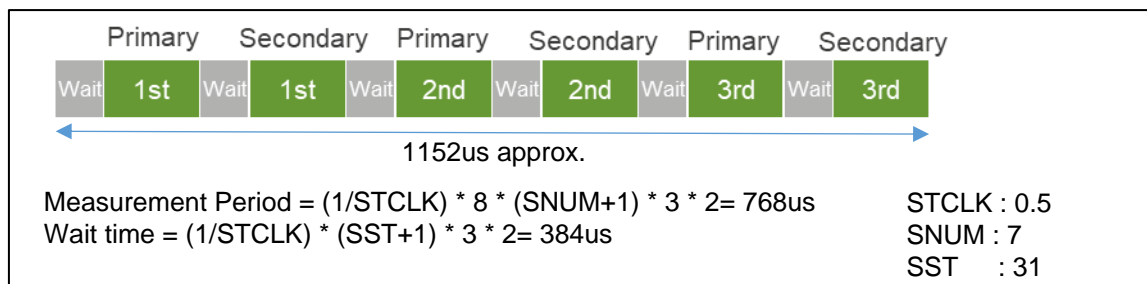 Primary Secondary Primary Secondary Primary Secondary
Wait 1st Wait 1st Wait 2nd Wait 2nd Wait 3rd Wait 3rd
1152us approx.
Measurement Period = (1/STCLK) * 8 * (SNUM+1) * 3 * 2= 768us
Wait time = (1/STCLK) * (SST+1) * 3 * 2= 384us
STCLK : 0.5
SNUM : 7
SST : 31